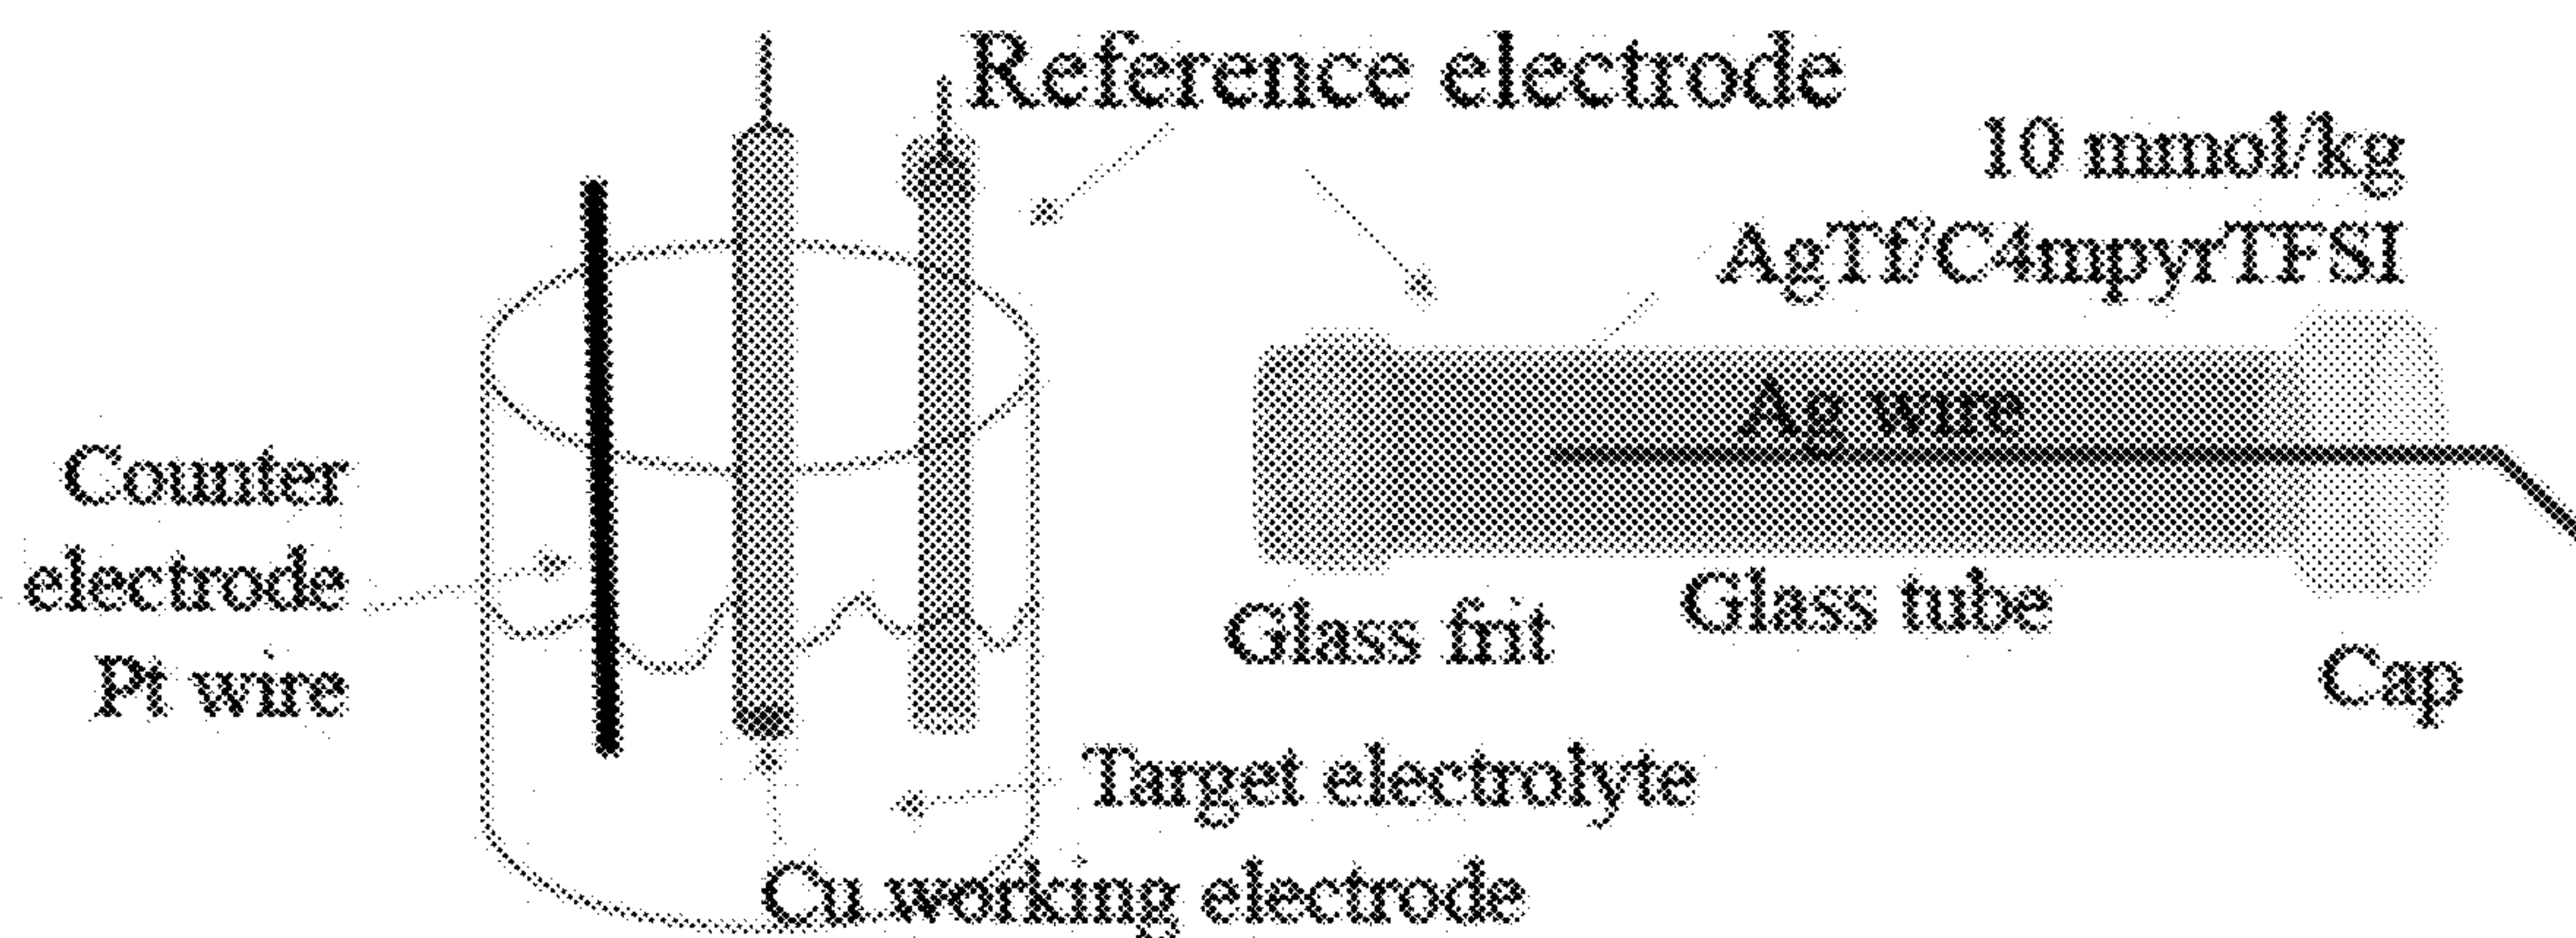 Reference electrode
10 mmol/kg
AgTf/C4mpyrTFSI
Ag wire
Counter
electrode
Pt wire
Glass frit
Glass tube
Cap
Target electrolyte
Cu working electrode